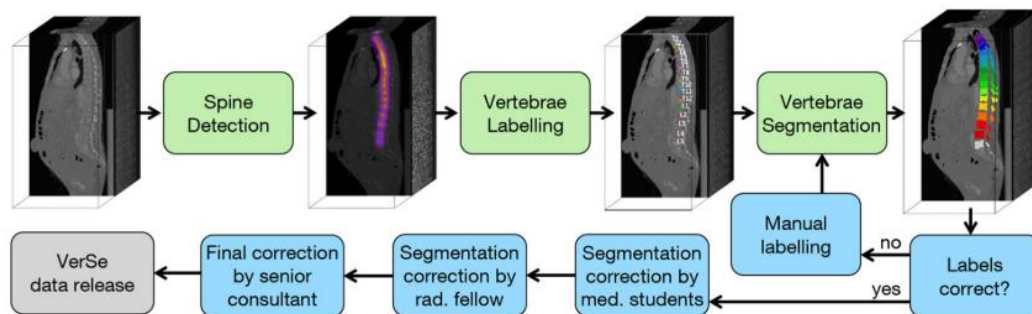 Spine
Detection
Vertebrae
Labelling
Vertebrae
Segmentation
Manual
labelling
no
Labels
correct?
yes
Segmentation
correction by
med. students
Segmentation
correction by
rad. fellow
Final correction
by senior
consultant
VerSe
data release